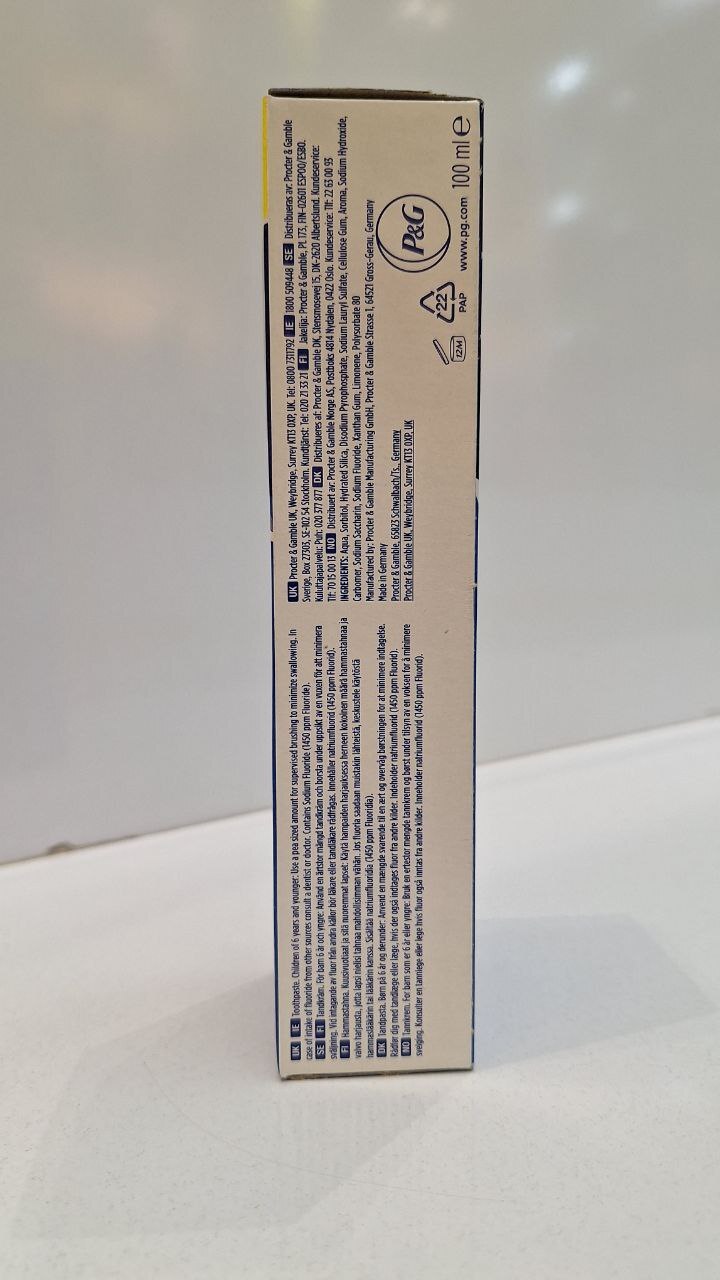 UK IE Toothpaste. Children of 6 years and younger: Use a pea sized amount for supervised brushing to minimize swallowing. In
case of intake of fluoride from other sources consult a dentist or doctor. Contains Sodium Fluoride (1450 ppm Fluoride).
SE FI Tandkräm. För barn 6 år och yngre: Använd en ärtstor mängd tandkräm och borsta under uppsikt av en vuxen för att minimera
sväljning. Vid intagande av fluor från andra källor bör läkare eller tandläkare rådfrågas. Innehåller natriumfluorid (1450 ppm Fluorid).
FI Hammastahna. Kuusivuotiaat ja sitä nuoremmat lapset: Käytä hampaiden harjauksessa herneen kokoinen määrä hammastahnaa ja
valvo harjausta, jotta lapsi nielisi tahnaa mahdollisimman vähän. Jos fluoria saadaan muistakin lähteistä, keskustele käytöstä
hammaslääkärin tai lääkärin kanssa. Sisältää natriumfluoridia (1450 ppm Fluoridia).
DK Tandpasta. Børn på 6 år og derunder: Anvend en mængde svarende til en ært og overvåg børstningen for at minimere indtagelse.
Rådfør dig med tandlæge eller læge, hvis der også indtages fluor fra andre kilder. Indeholder natriumfluorid (1450 ppm Fluorid).
NO Tannkrem. For barn som er 6 år eller yngre: Bruk en ertestor mengde tannkrem og børst under tilsyn av en voksen for å minimere
svelging. Konsulter en tannlege eller lege hvis fluor også inntas fra andre kilder. Inneholder natriumfluorid (1450 ppm Fluorid).
UK Procter & Gamble UK, Weybridge, Surrey KT13 0XP, UK. Tel: 0800 7311792 IE 1800 509448 SE Distribueras av: Procter & Gamble
Sverige, Box 27303, SE-102 54 Stockholm. Kundtjänst: Tel: 020 21 33 21 FI Jakelija: Procter & Gamble, PL 173, FIN-02601 ESPOO/ESBO.
Kuluttajapalvelu: Puh: 020 377 877 DK Distribueres af: Procter & Gamble DK, Stensmosevej 15, DK-2620 Albertslund. Kundeservice:
Tlf: 70 15 00 13 NO Distribuert av: Procter & Gamble Norge AS, Postboks 4814 Nydalen, 0422 Oslo. Kundeservice: Tlf: 22 63 00 93
INGREDIENTS: Aqua, Sorbitol, Hydrated Silica, Disodium Pyrophosphate, Sodium Lauryl Sulfate, Cellulose Gum, Aroma, Sodium Hydroxide,
Carbomer, Sodium Saccharin, Sodium Fluoride, Xanthan Gum, Limonene, Polysorbate 80
Manufactured by: Procter & Gamble Manufacturing GmbH, Procter & Gamble Strasse 1, 64521 Gross-Gerau, Germany
Made in Germany
Procter & Gamble, 65823 Schwalbach/Ts., Germany
Procter & Gamble UK, Weybridge, Surrey KT13 0XP, UK
12M
22
PAP
P&G
www.pg.com 100 ml e